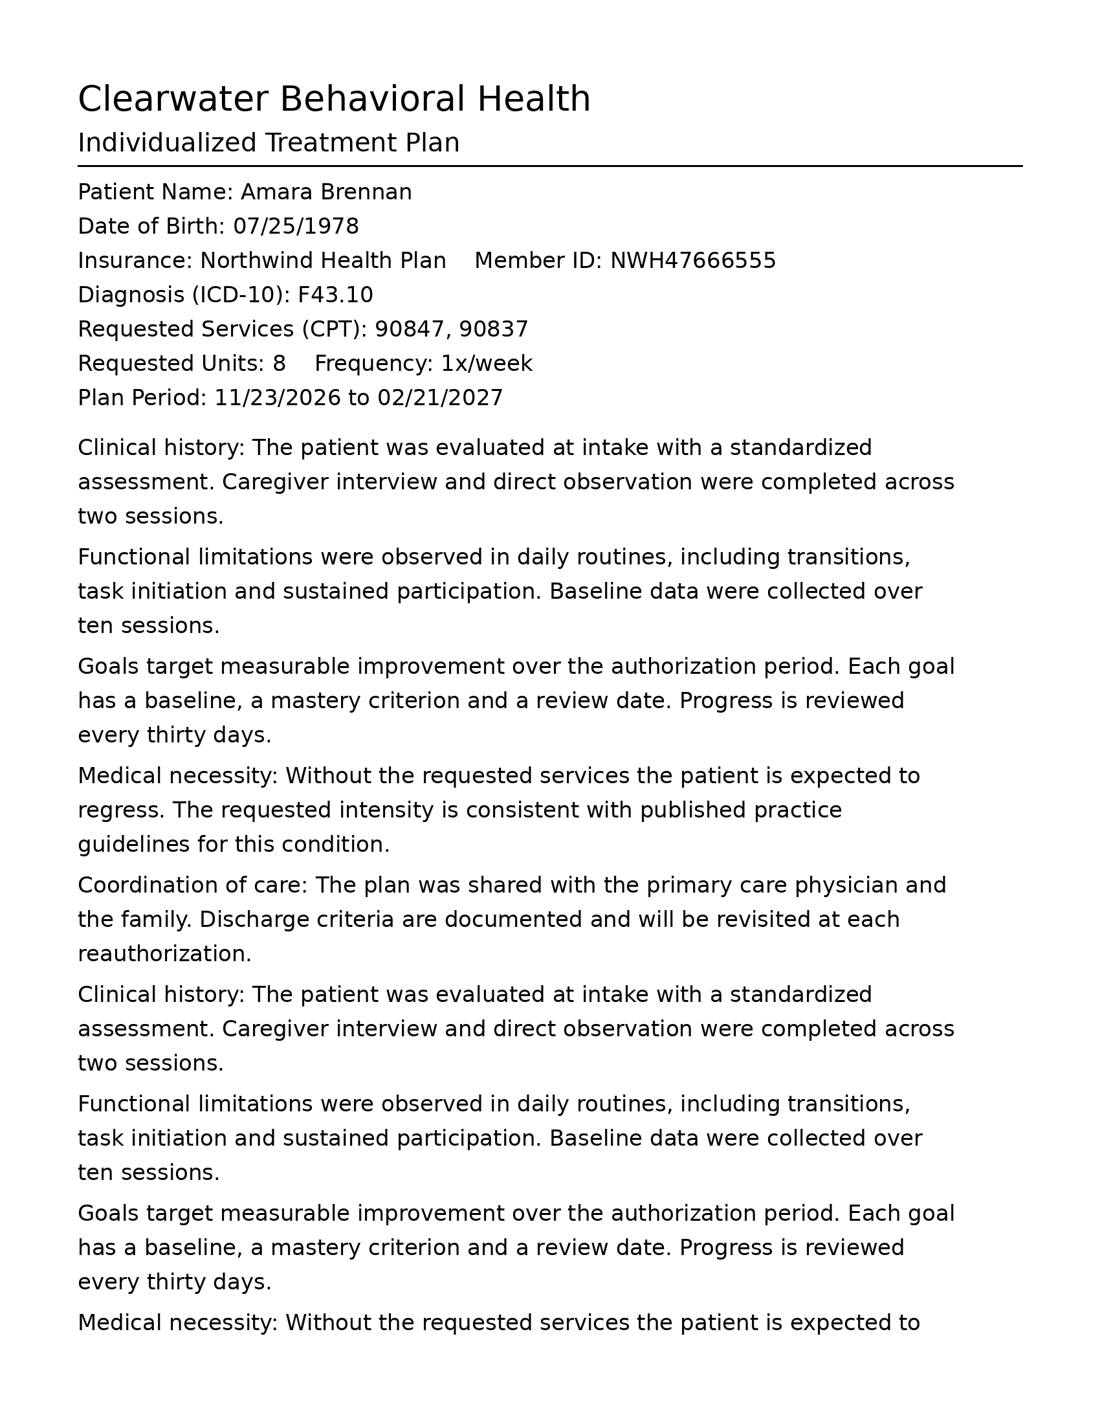 Clearwater Behavioral Health
Individualized Treatment Plan
Patient Name: Amara Brennan
Date of Birth: 07/25/1978
Insurance: Northwind Health Plan    Member ID: NWH47666555
Diagnosis (ICD-10): F43.10
Requested Services (CPT): 90847, 90837
Requested Units: 8    Frequency: 1x/week
Plan Period: 11/23/2026 to 02/21/2027
Clinical history: The patient was evaluated at intake with a standardized
assessment. Caregiver interview and direct observation were completed across
two sessions.
Functional limitations were observed in daily routines, including transitions,
task initiation and sustained participation. Baseline data were collected over
ten sessions.
Goals target measurable improvement over the authorization period. Each goal
has a baseline, a mastery criterion and a review date. Progress is reviewed
every thirty days.
Medical necessity: Without the requested services the patient is expected to
regress. The requested intensity is consistent with published practice
guidelines for this condition.
Coordination of care: The plan was shared with the primary care physician and
the family. Discharge criteria are documented and will be revisited at each
reauthorization.
Clinical history: The patient was evaluated at intake with a standardized
assessment. Caregiver interview and direct observation were completed across
two sessions.
Functional limitations were observed in daily routines, including transitions,
task initiation and sustained participation. Baseline data were collected over
ten sessions.
Goals target measurable improvement over the authorization period. Each goal
has a baseline, a mastery criterion and a review date. Progress is reviewed
every thirty days.
Medical necessity: Without the requested services the patient is expected to